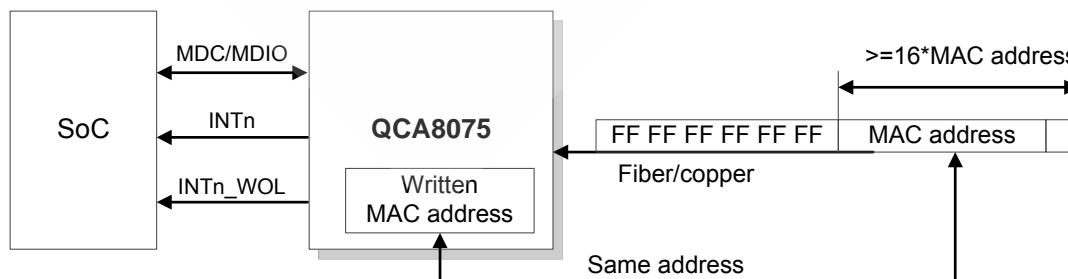 MDC/MDIO
>=16*MAC address
SoC
INTn
QCA8075
FF FF FF FF FF FF
MAC address
Fiber/copper
INTn_WOL
Written
MAC address
Same address